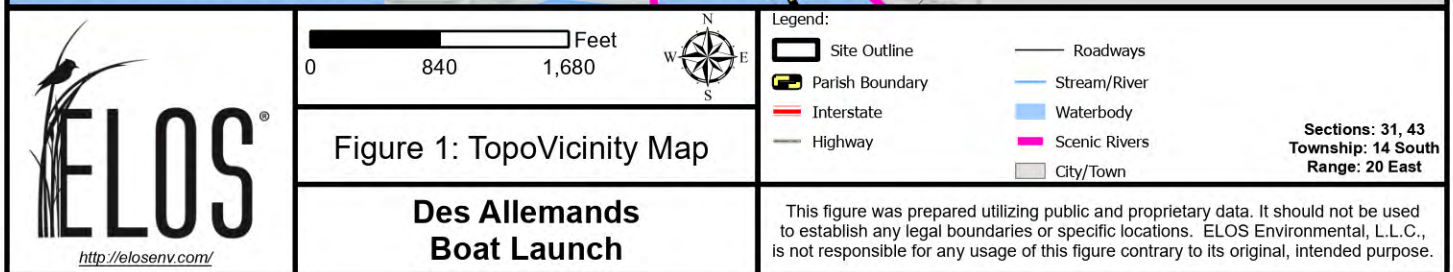 ELOS®
http://elosenv.com/
Feet
0 840 1,680
N
W E
S
Figure 1: TopoVicinity Map
Des Allemands
Boat Launch
Legend:
Site Outline
Parish Boundary
Interstate
Highway
Roadways
Stream/River
Waterbody
Scenic Rivers
City/Town
Sections: 31, 43
Township: 14 South
Range: 20 East
This figure was prepared utilizing public and proprietary data. It should not be used
to establish any legal boundaries or specific locations. ELOS Environmental, L.L.C.,
is not responsible for any usage of this figure contrary to its original, intended purpose.